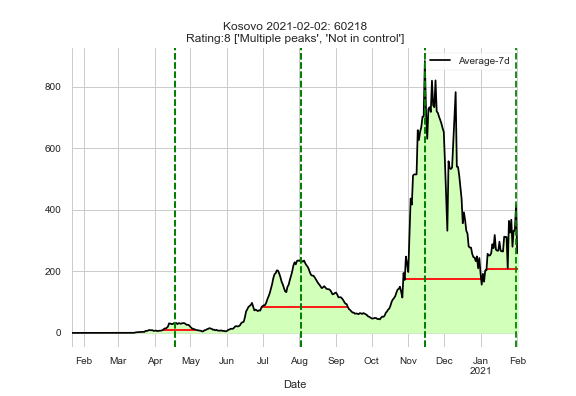 Kosovo 2021-02-02: 60218
Rating:8 ['Multiple peaks', 'Not in control']
Average-7d
800
600
400
200
0
Feb Mar Apr May Jun Jul Aug Sep Oct Nov Dec Jan Feb
2021
Date